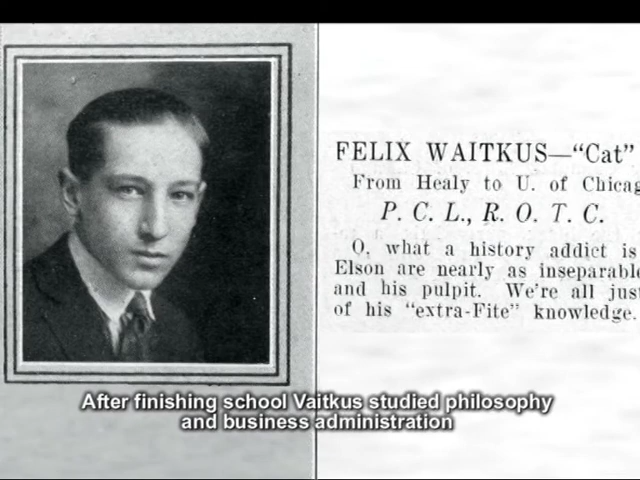 FELIX WAITKUS—“Cat”
From Healy to U. of Chicag
P. C. L., R. O. T. C.
O, what a history addict is
Elson are nearly as inseparable
and his pulpit. We're all just
of his “extra-Fite” knowledge.
After finishing school Vaitkus studied philosophy
and business administration